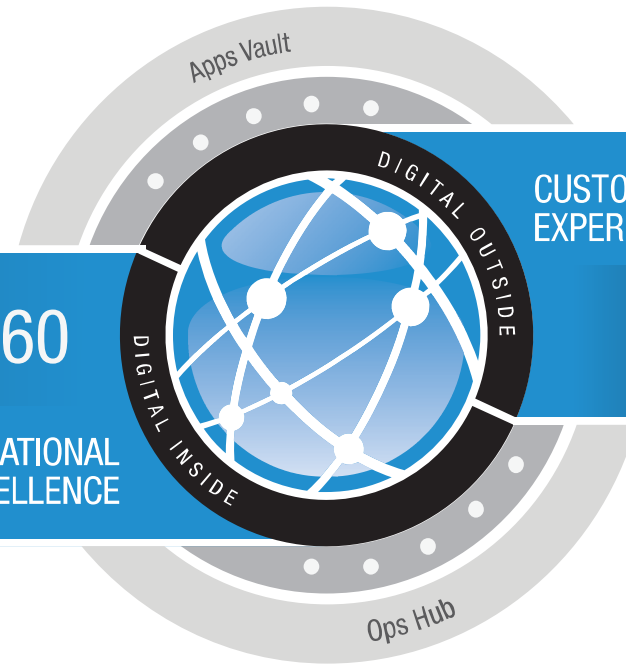 Apps Vault
DIGITAL OUTSIDE
CUSTO
EXPER
60
DIGITAL INSIDE
ATIONAL
ELLENCE
Ops Hub